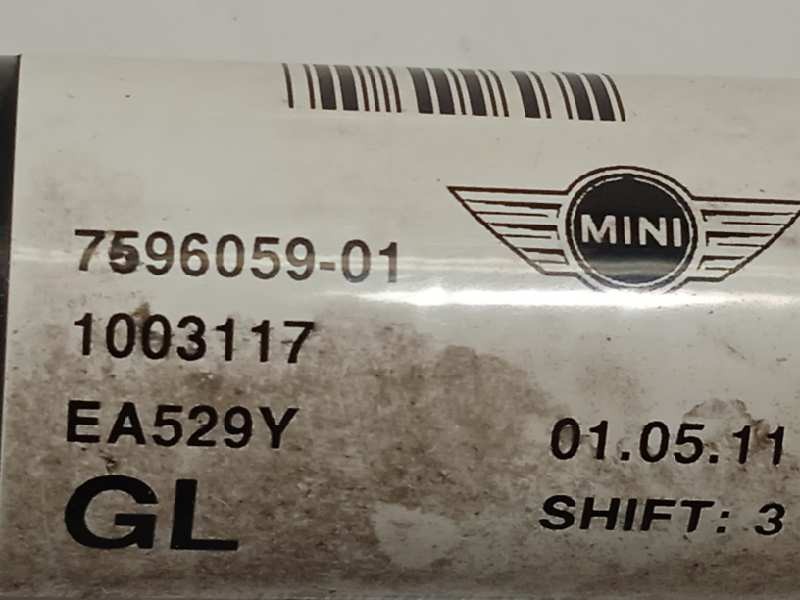 MINI
7596059-01
1003117
EA529Y
01.05.11
GL
SHIFT: 3